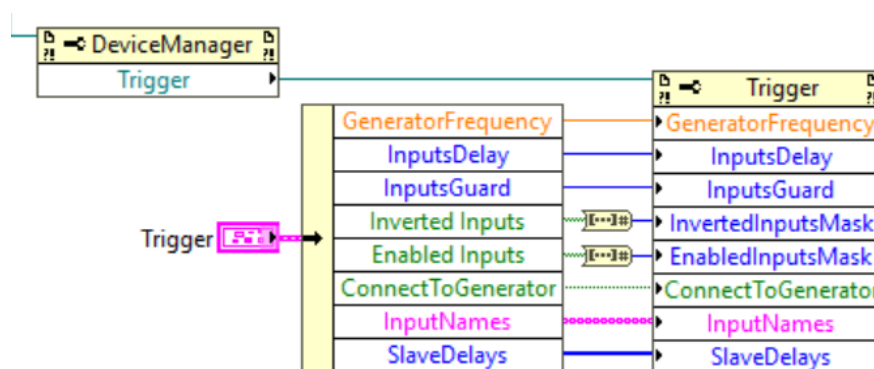 DeviceManager
Trigger
Trigger
GeneratorFrequency
GeneratorFrequency
InputsDelay
InputsDelay
InputsGuard
InputsGuard
Inverted Inputs
InvertedInputsMask
Trigger
Enabled Inputs
EnabledInputsMask
ConnectToGenerator
ConnectToGenerator
InputNames
InputNames
SlaveDelays
SlaveDelays